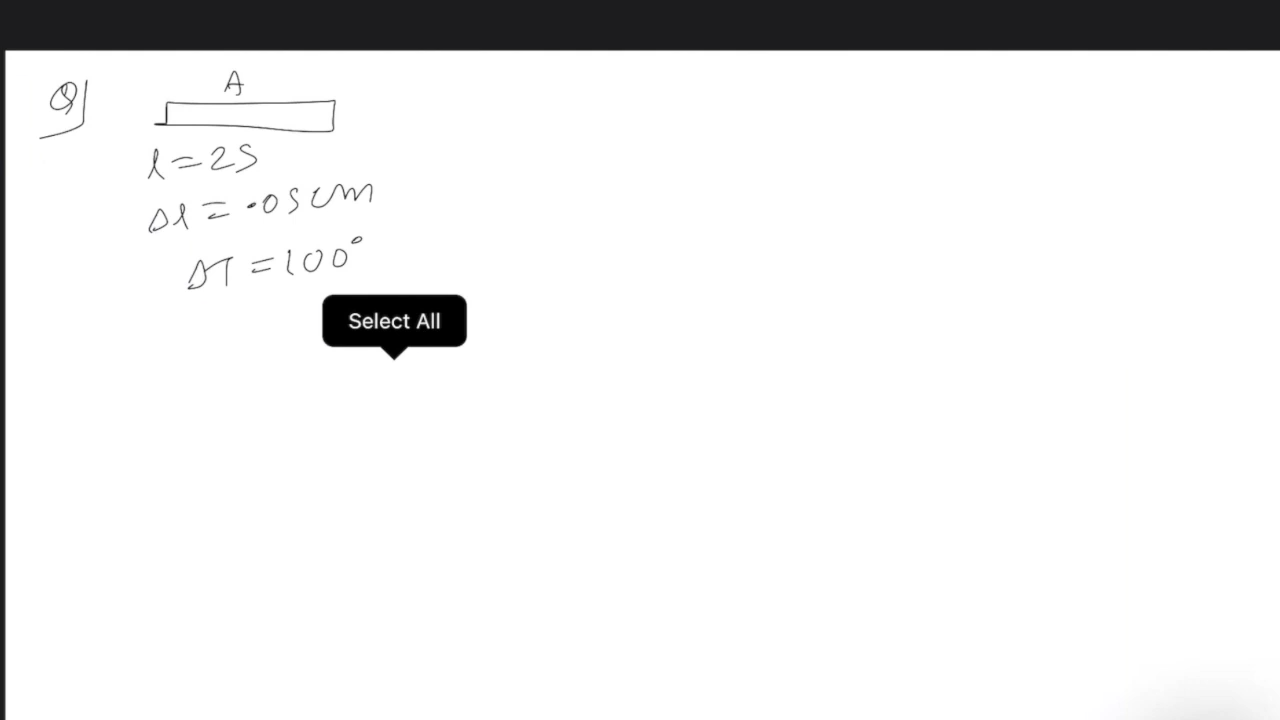 Q
A
l = 25
Δl = .05 cm
ΔT = 100°
Select All